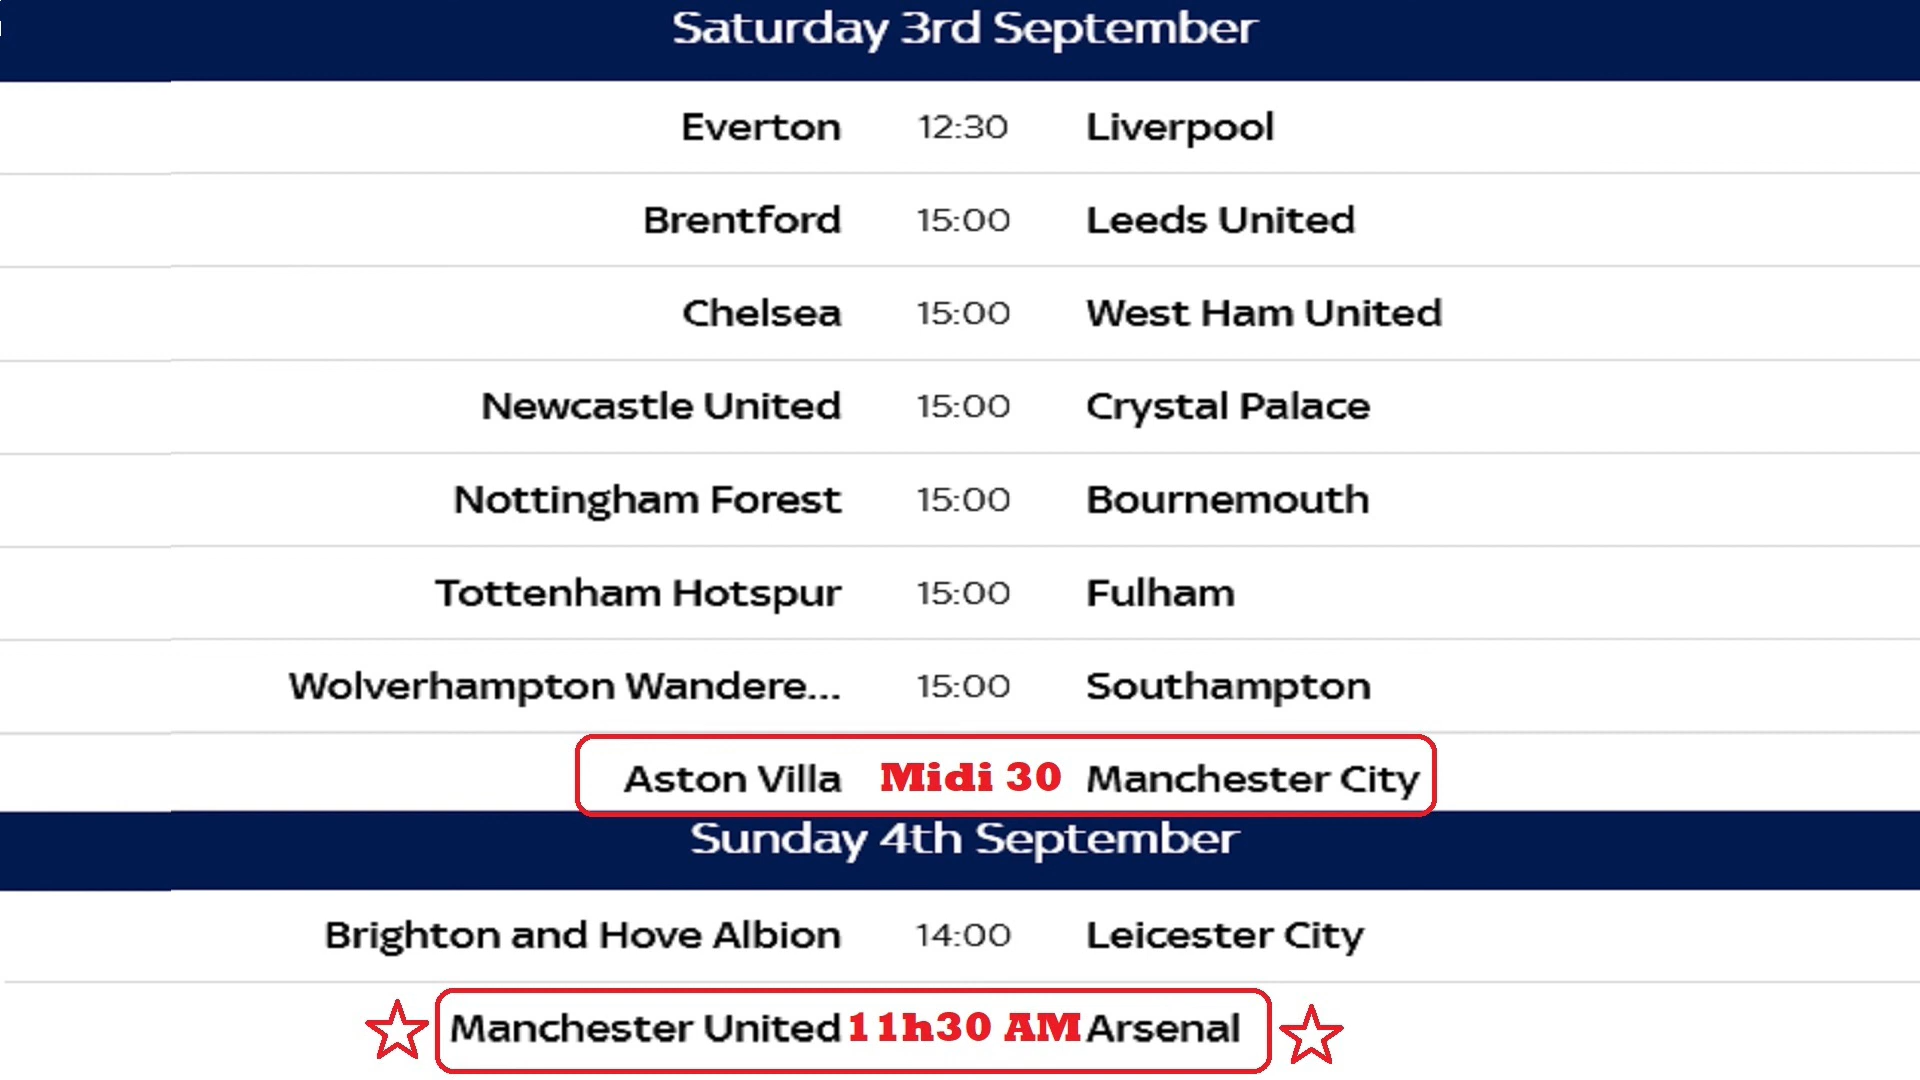 Saturday 3rd September
Everton 12:30 Liverpool
Brentford 15:00 Leeds United
Chelsea 15:00 West Ham United
Newcastle United 15:00 Crystal Palace
Nottingham Forest 15:00 Bournemouth
Tottenham Hotspur 15:00 Fulham
Wolverhampton Wandere... 15:00 Southampton
Aston Villa Midi 30 Manchester City
Sunday 4th September
Brighton and Hove Albion 14:00 Leicester City
Manchester United 11h30 AM Arsenal